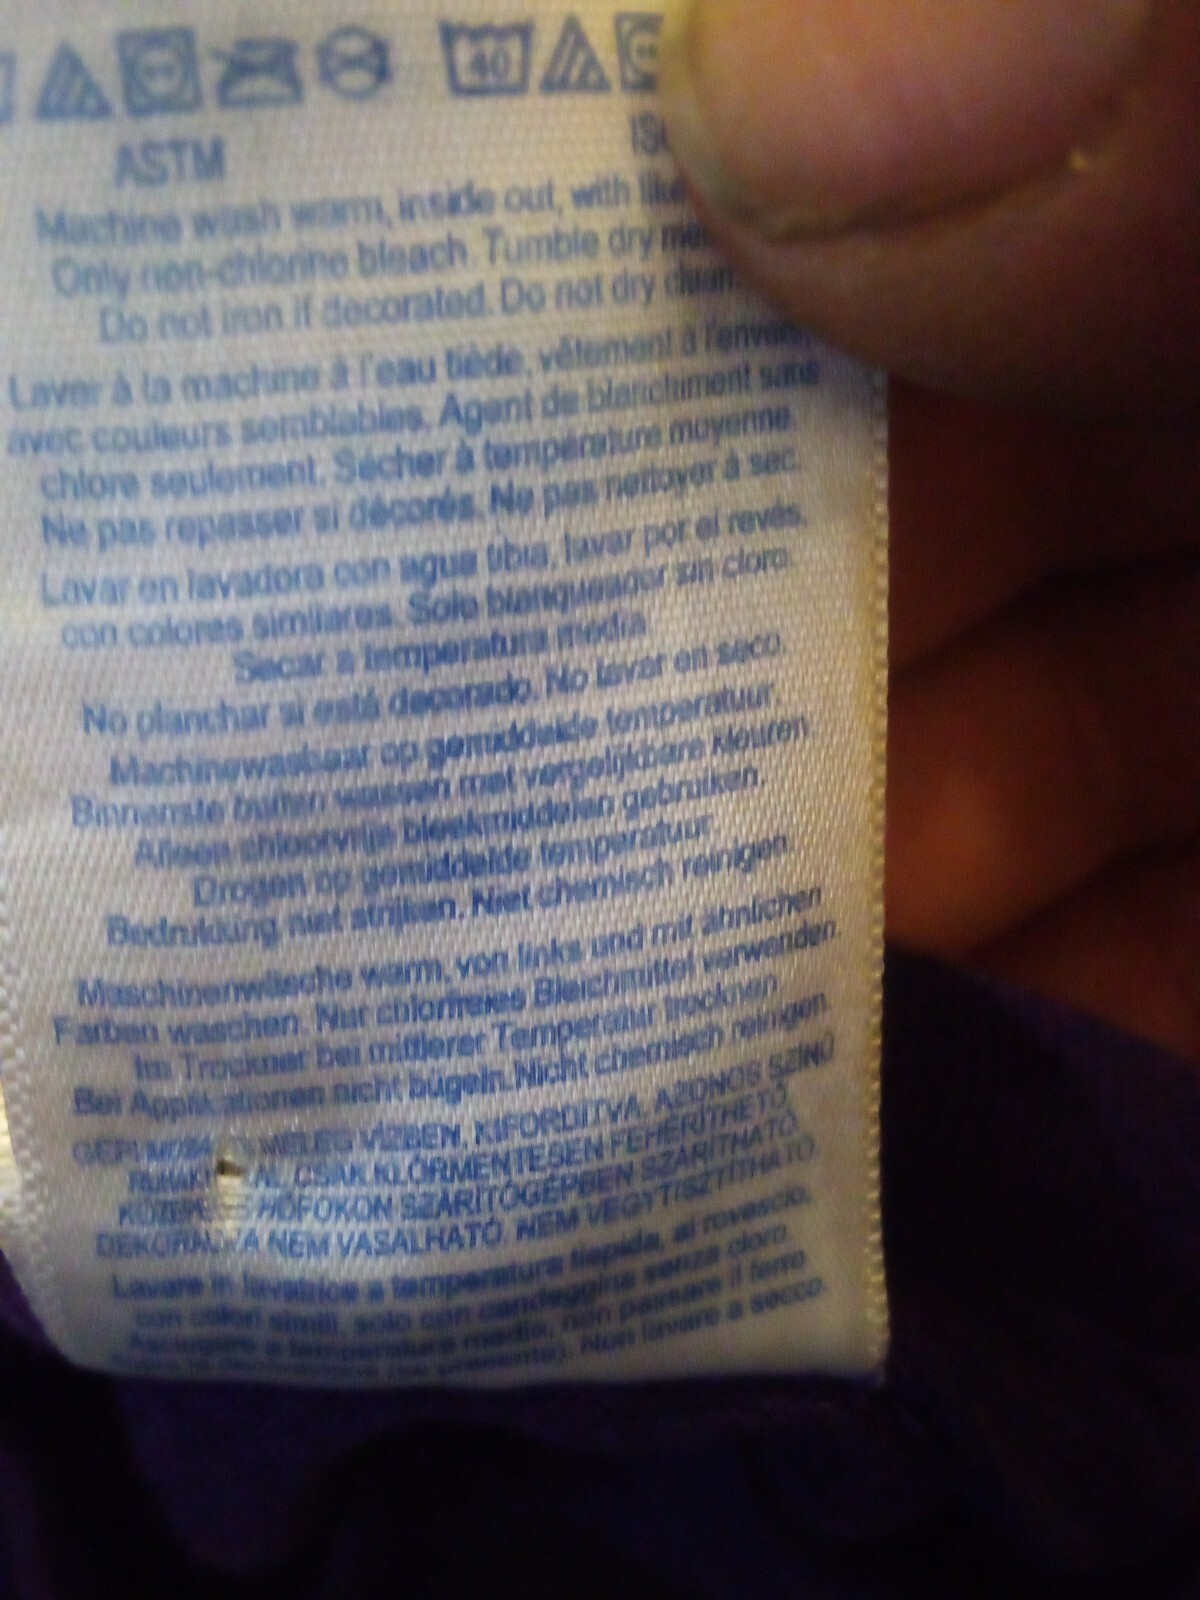 40
ASTM
Machine wash warm, inside out, with
Only non-chlorine bleach. Tumble dry
Do not iron if decorated. Do not dry clean.
Laver à la machine à l'eau tiède, vêtement à l'envers
avec couleurs semblables. Agent de blanchiment sans
chlore seulement. Sécher à température moyenne
Ne pas repasser si décorés. Ne pas nettoyer à sec.
Lavar en lavadora con agua tibia, lavar por el revés,
con colores similares. Solo blanqueador sin cloro.
Secar a temperatura media
No planchar si está decorado. No lavar en seco.
Machinewasbaar op gemiddelde temperatuur.
Binnenste buiten wassen met vergelijkbare kleuren
Alleen chloorvrije bleekmiddelen gebruiken.
Drogen op gemiddelde temperatuur.
Bedrukking niet strijken. Niet chemisch reinigen.
Maschinenwäsche warm, von links und mit ähnlichen
Farben waschen. Nur chlorfreies Bleichmittel verwenden.
Im Trockner bei mittlerer Temperatur trocknen.
Bei Applikationen nicht bügeln. Nicht chemisch reinigen.
VÍZBEN, KIFORDÍTVA, AZONOS SZÍNŰ
CSAK KLÓRMENTESEN FEHÉRÍTHETŐ.
HŐFOKON SZÁRÍTÓGÉPBEN SZÁRÍTHATÓ.
NEM VASALHATÓ. NEM VEGYTISZTÍTHATÓ.
Lavare in lavatrice a temperatura tiepida, al rovescio,
con colori simili, solo con candeggina senza cloro.
Asciugare a temperatura media, non passare il ferro
(se presente). Non lavare a secco.